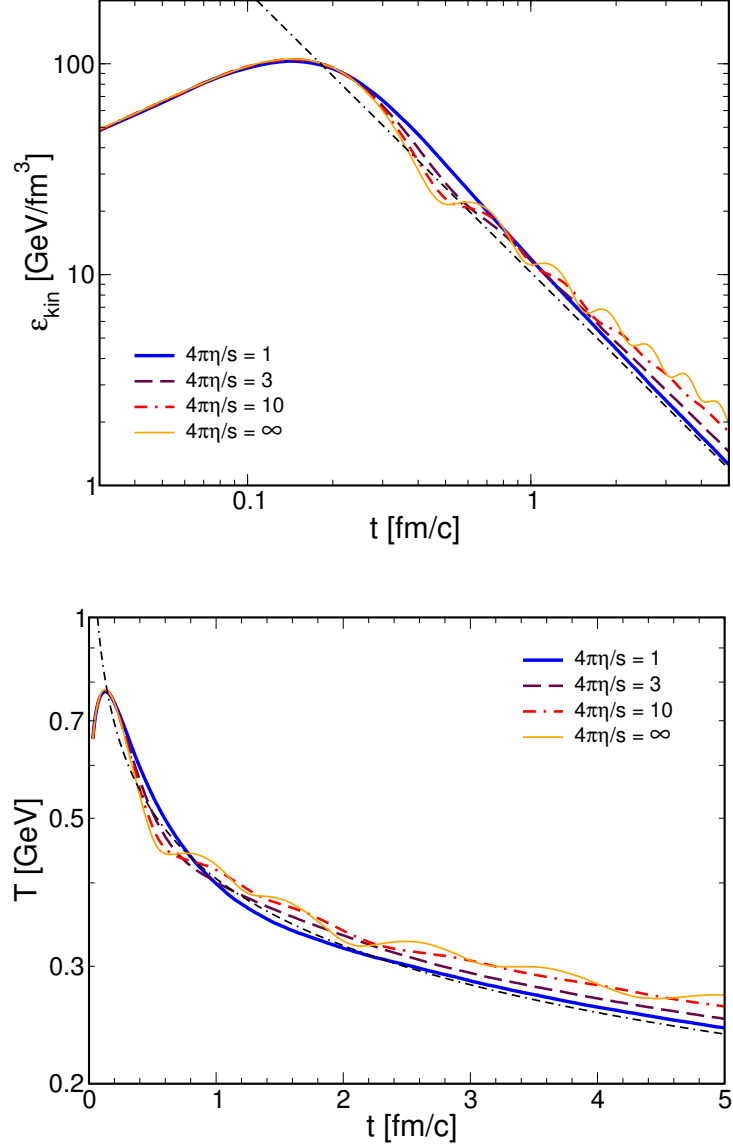 100
10
1
ε_kin [GeV/fm³]
4πη/s = 1
4πη/s = 3
4πη/s = 10
4πη/s = ∞
0.1 1
t [fm/c]
1
0.7
0.5
0.3
0.2
T [GeV]
4πη/s = 1
4πη/s = 3
4πη/s = 10
4πη/s = ∞
0 1 2 3 4 5
t [fm/c]